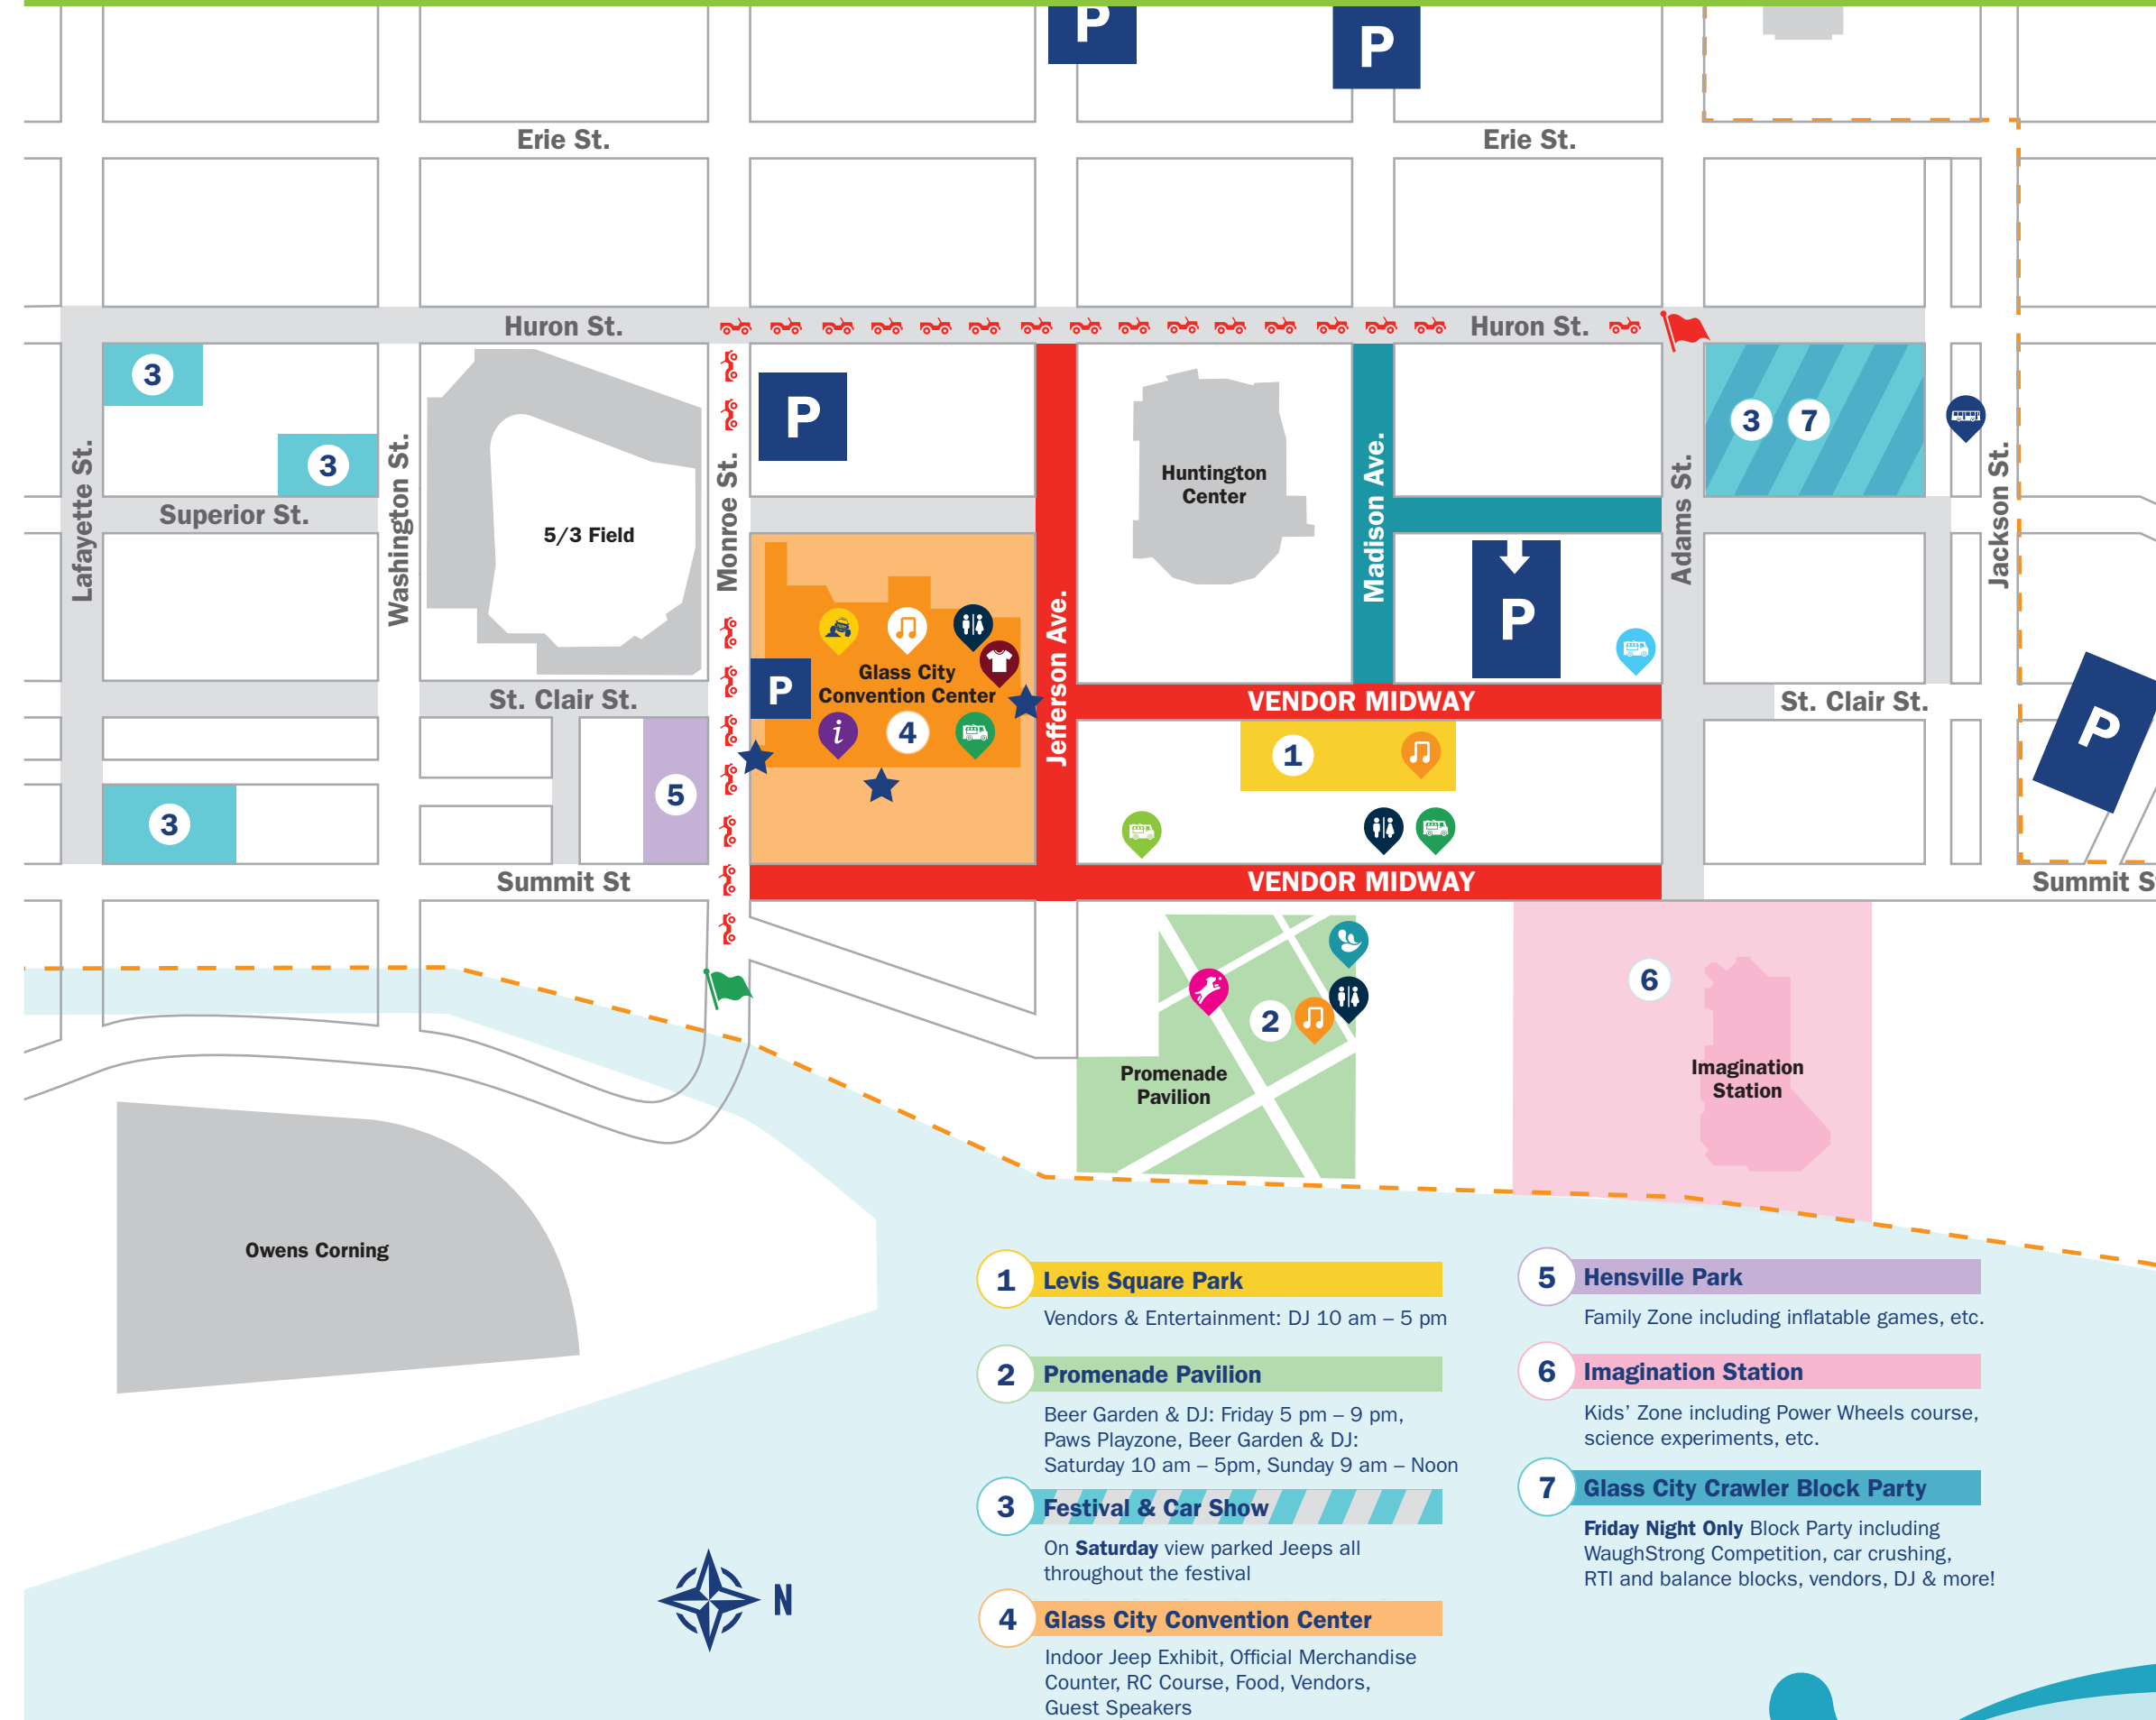 P
P
Erie St.
Erie St.
Huron St.
Huron St.
3
3
P
3
7
Lafayette St.
Washington St.
Monroe St.
Jefferson Ave.
Madison Ave.
Adams St.
Jackson St.
Huntington
Center
Superior St.
5/3 Field
P
Glass City
Convention Center
P
i
4
St. Clair St.
VENDOR MIDWAY
St. Clair St.
P
1
5
3
Summit St
VENDOR MIDWAY
Summit S
2
6
Promenade
Pavilion
Imagination
Station
Owens Corning
1 Levis Square Park
Vendors & Entertainment: DJ 10 am – 5 pm
2 Promenade Pavilion
Beer Garden & DJ: Friday 5 pm – 9 pm,
Paws Playzone, Beer Garden & DJ:
Saturday 10 am – 5pm, Sunday 9 am – Noon
3 Festival & Car Show
On Saturday view parked Jeeps all
throughout the festival
4 Glass City Convention Center
Indoor Jeep Exhibit, Official Merchandise
Counter, RC Course, Food, Vendors,
Guest Speakers
5 Hensville Park
Family Zone including inflatable games, etc.
6 Imagination Station
Kids’ Zone including Power Wheels course,
science experiments, etc.
7 Glass City Crawler Block Party
Friday Night Only Block Party including
WaughStrong Competition, car crushing,
RTI and balance blocks, vendors, DJ & more!
N